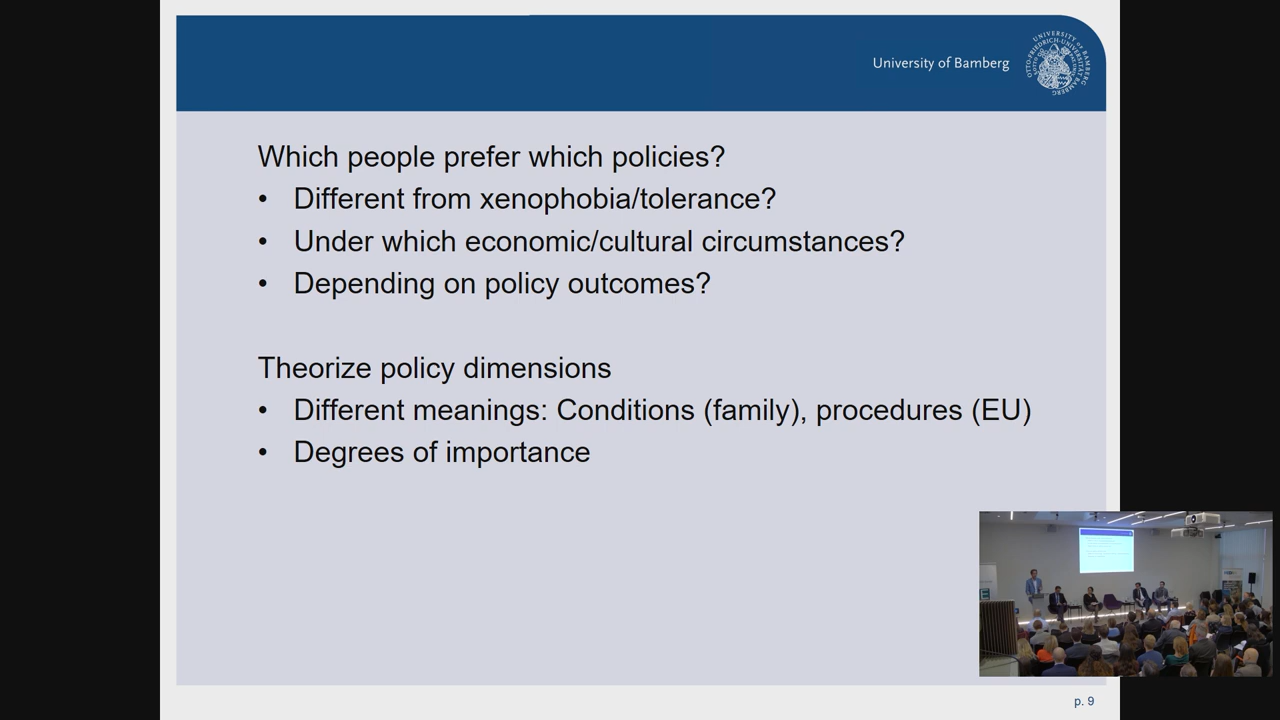 University of Bamberg
Which people prefer which policies?
• Different from xenophobia/tolerance?
• Under which economic/cultural circumstances?
• Depending on policy outcomes?
Theorize policy dimensions
• Different meanings: Conditions (family), procedures (EU)
• Degrees of importance
p. 9